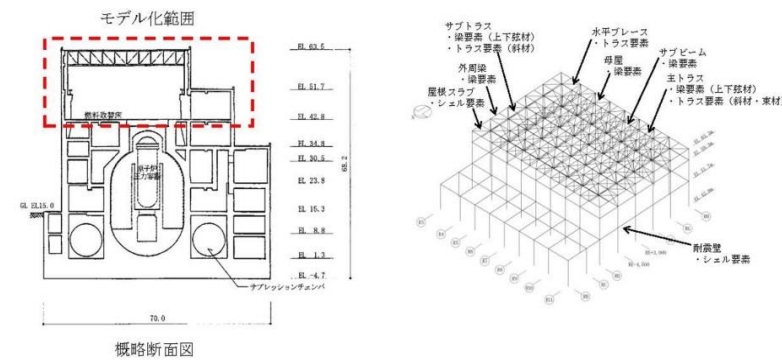 モデル化範囲
EL 63.5
EL 51.7
EL 42.8
EL 34.8
EL 30.5
EL 23.9
EL 15.3
EL 8.8
EL 1.3
EL -4.7
68.2
燃料取替床
原子炉
圧力容器
GL EL15.0
サプレッションチェンバ
70.0
概略断面図
サブトラス
・梁要素（上下弦材）
・トラス要素（斜材）
水平ブレース
・トラス要素
サブビーム
・梁要素
外周梁
・梁要素
母屋
・梁要素
主トラス
・梁要素（上下弦材）
・トラス要素（斜材・束材）
屋根スラブ
・シェル要素
耐震壁
・シェル要素